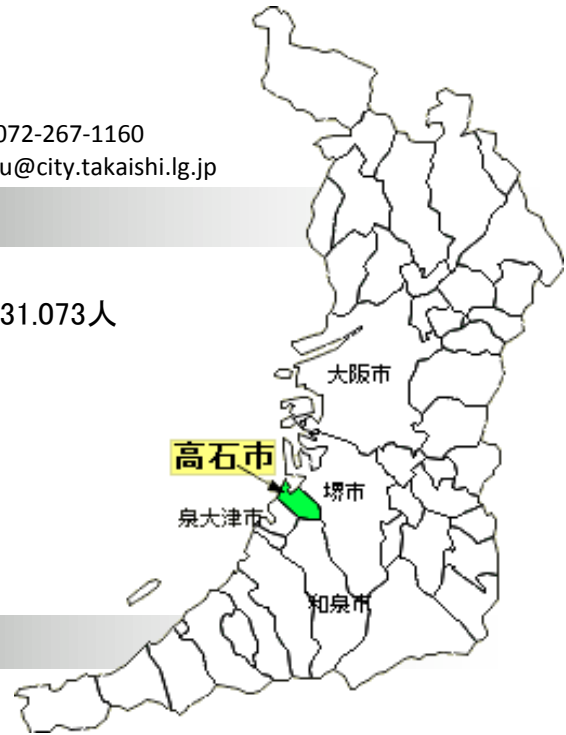 072-267-1160
u@city.takaishi.lg.jp
31.073人
大阪市
高石市
堺市
泉大津市
和泉市